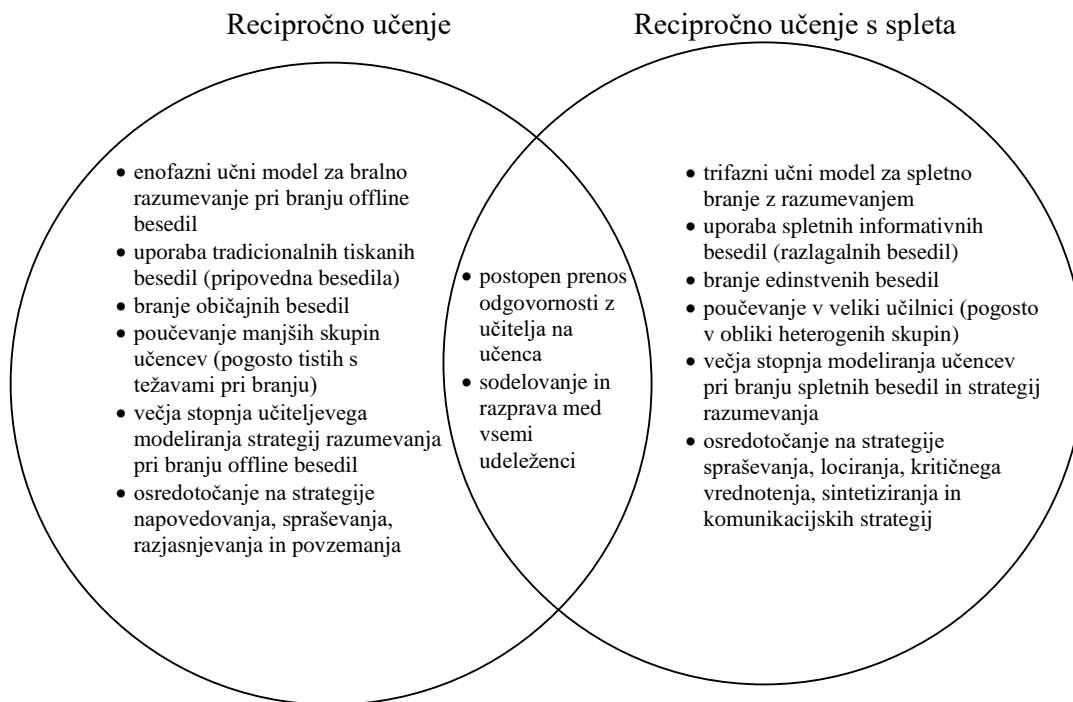 Recipročno učenje
Recipročno učenje s spleta
• enofazni učni model za bralno
razumevanje pri branju offline
besedil
• uporaba tradicionalnih tiskanih
besedil (pripovedna besedila)
• branje običajnih besedil
• poučevanje manjših skupin
učencev (pogosto tistih s
težavami pri branju)
• večja stopnja učiteljevega
modeliranja strategij razumevanja
pri branju offline besedil
• osredotočanje na strategije
napovedovanja, spraševanja,
razjasnjevanja in povzemanja
• postopen prenos
odgovornosti z
učitelja na
učenca
• sodelovanje in
razprava med
vsemi
udeleženci
• trifazni učni model za spletno
branje z razumevanjem
• uporaba spletnih informativnih
besedil (razlagalnih besedil)
• branje edinstvenih besedil
• poučevanje v veliki učilnici (pogosto
v obliki heterogenih skupin)
• večja stopnja modeliranja učencev
pri branju spletnih besedil in strategij
razumevanja
• osredotočanje na strategije
spraševanja, lociranja, kritičnega
vrednotenja, sintetiziranja in
komunikacijskih strategij